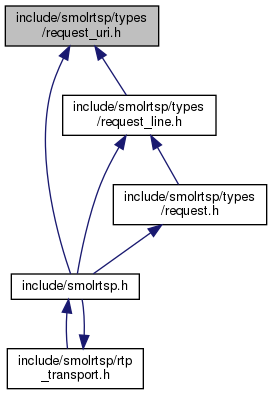 include/smolrtsp/types
/request_uri.h
include/smolrtsp/types
/request_line.h
include/smolrtsp/types
/request.h
include/smolrtsp.h
include/smolrtsp/rtp
_transport.h